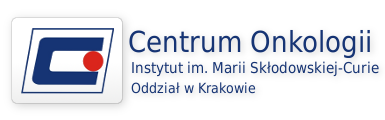 Centrum Onkologii
Instytut im. Marii Skłodowskiej-Curie
Oddział w Krakowie